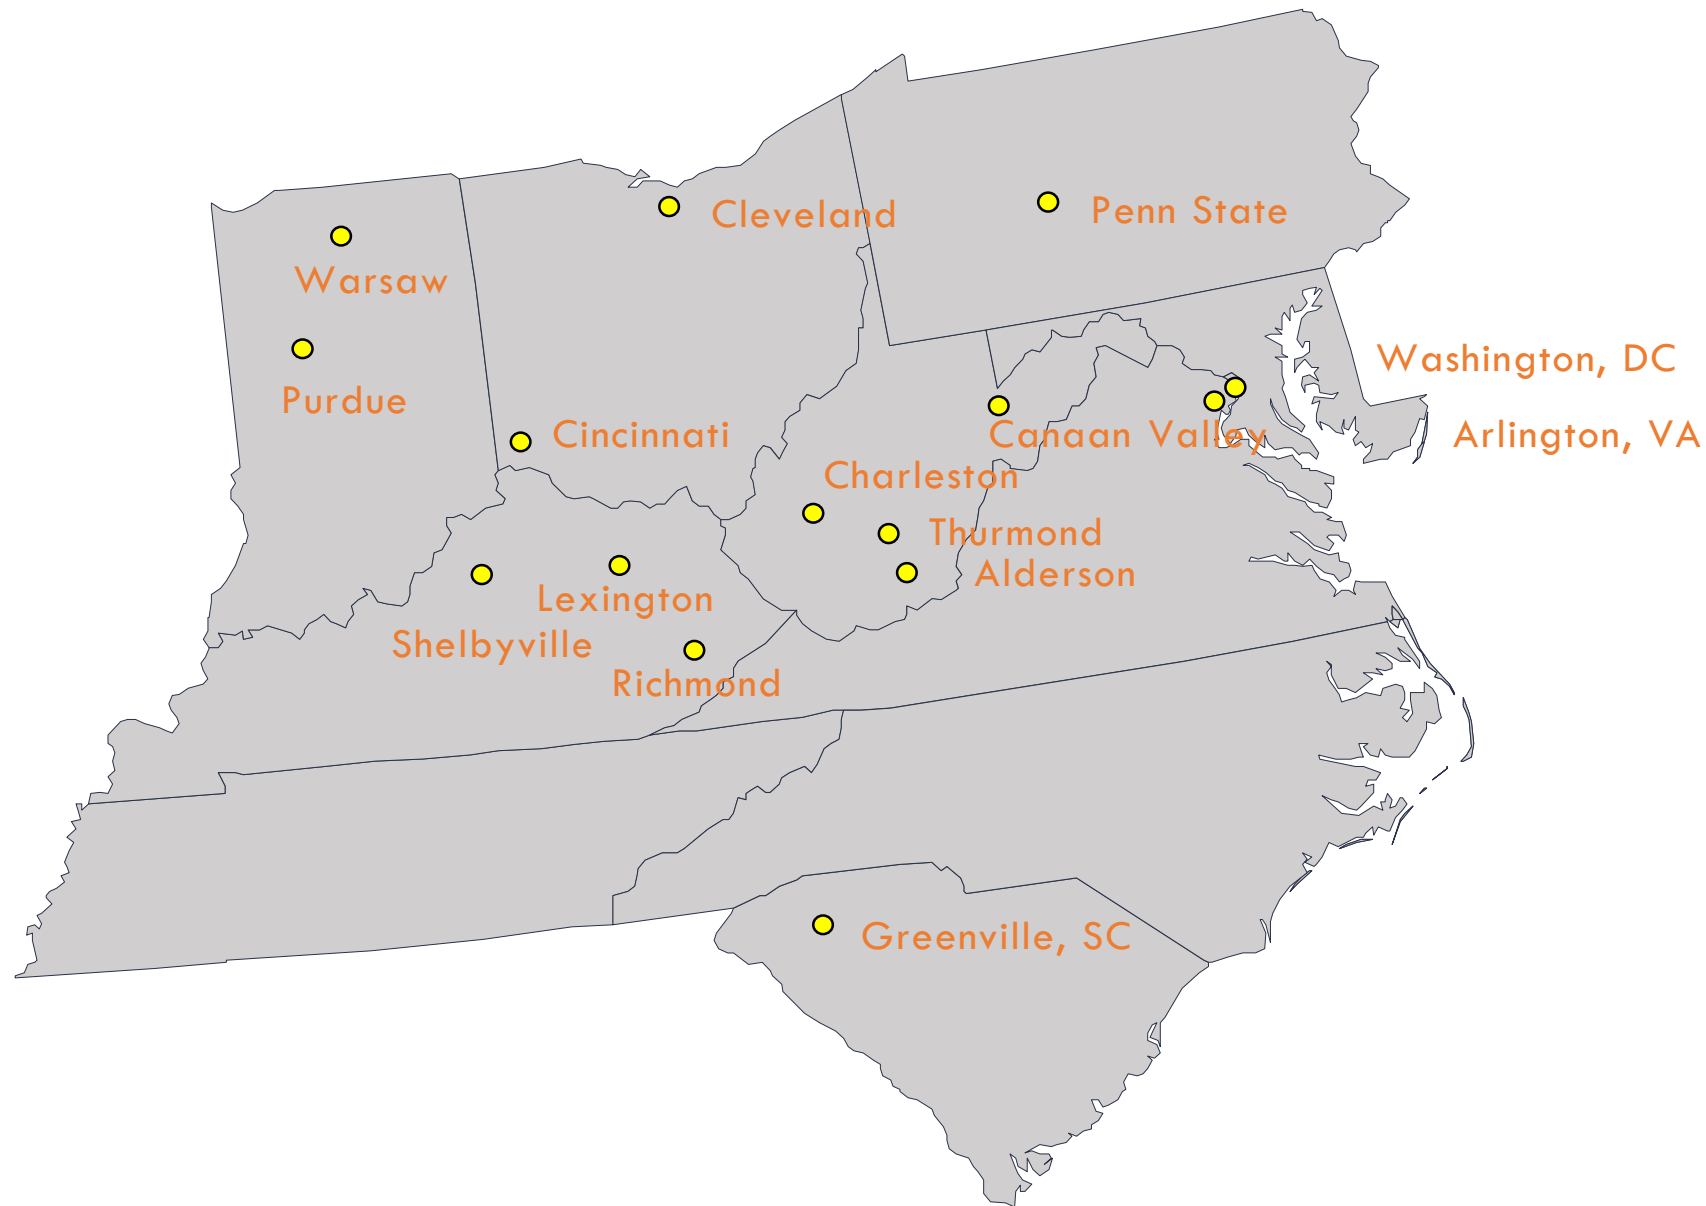 Cleveland
Penn State
Warsaw
Washington, DC
Purdue
Cincinnati
Canaan Valley
Arlington, VA
Charleston
Thurmond
Alderson
Lexington
Shelbyville
Richmond
Greenville, SC